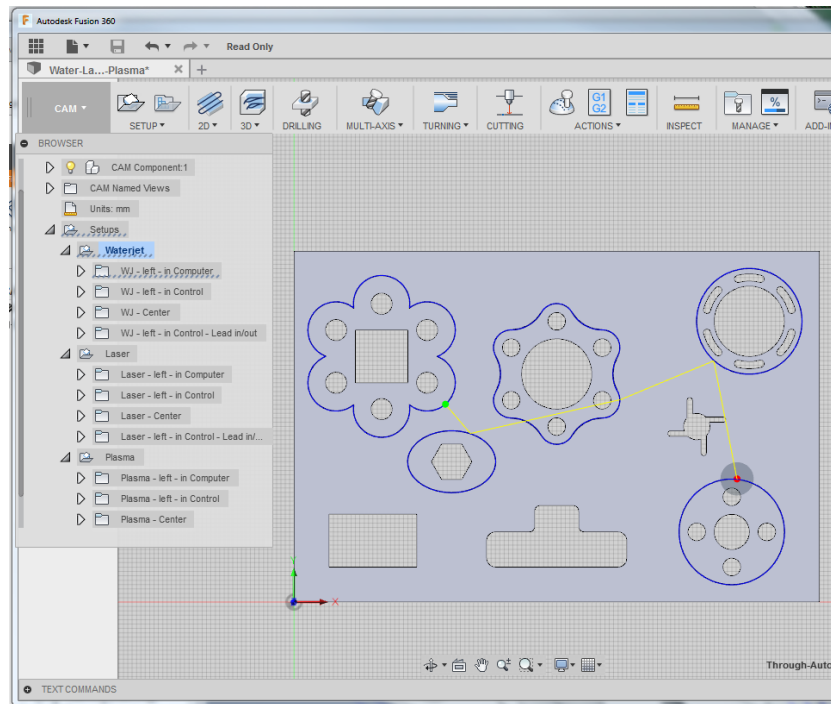 Autodesk Fusion 360
Read Only
Water-La...-Plasma*
CAM
SETUP
2D
3D
DRILLING
MULTI-AXIS
TURNING
CUTTING
G1
G2
ACTIONS
INSPECT
%
MANAGE
ADD-I
BROWSER
CAM Component:1
CAM Named Views
Units: mm
Setups
Waterjet
WJ - left - in Computer
WJ - left - in Control
WJ - Center
WJ - left - in Control - Lead in/out
Laser
Laser - left - in Computer
Laser - left - in Control
Laser - Center
Laser - left - in Control - Lead in/...
Plasma
Plasma - left - in Computer
Plasma - left - in Control
Plasma - Center
Y
X
Through-Auto
TEXT COMMANDS